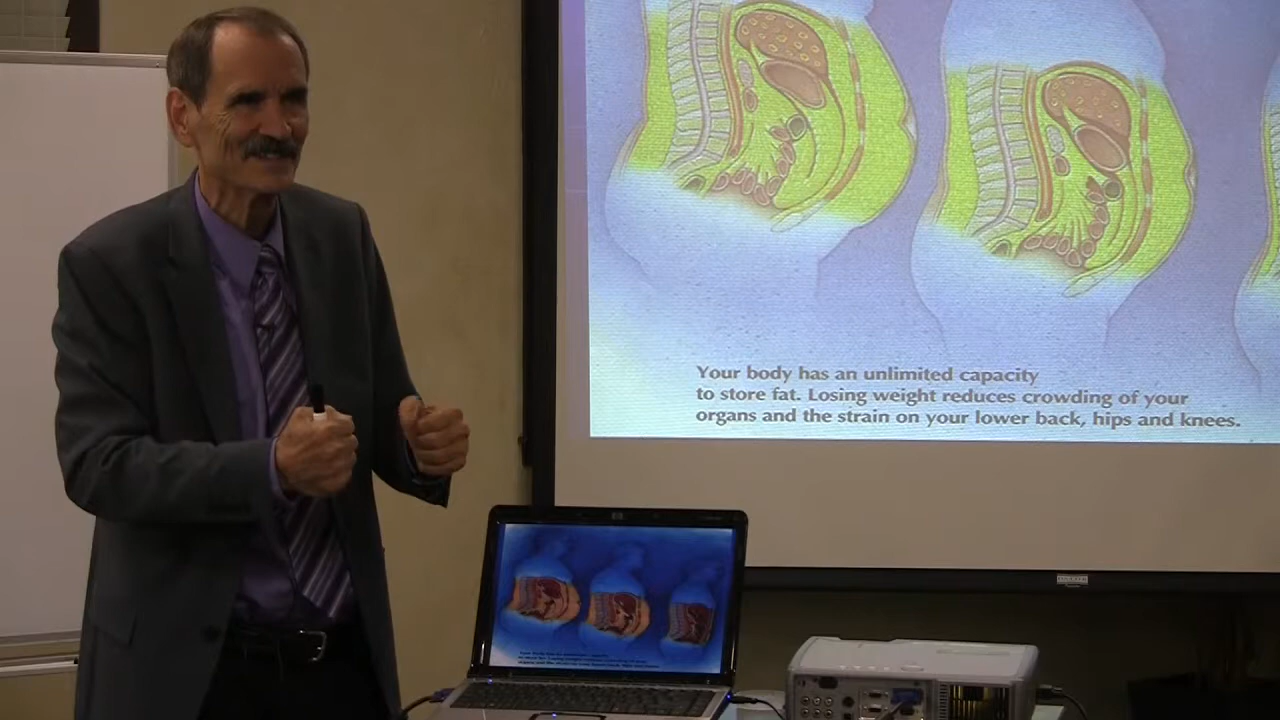 Your body has an unlimited capacity
to store fat. Losing weight reduces crowding of your
organs and the strain on your lower back, hips and knees.